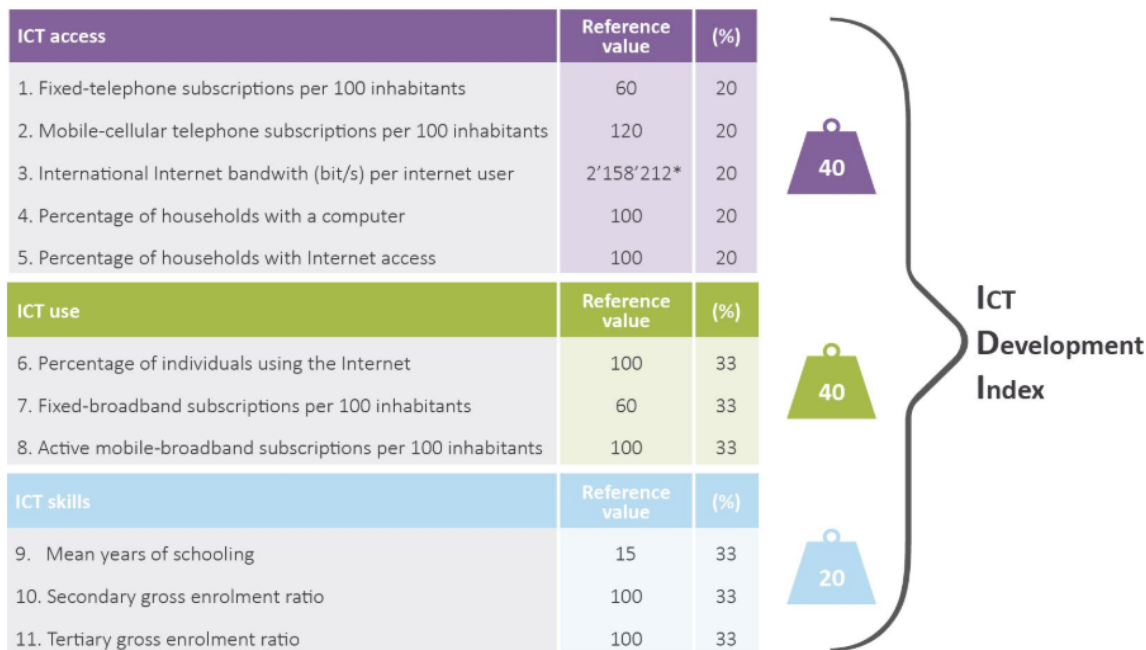 ICT access Reference value (%)
1. Fixed-telephone subscriptions per 100 inhabitants 60 20
2. Mobile-cellular telephone subscriptions per 100 inhabitants 120 20
3. International Internet bandwith (bit/s) per internet user 2’158’212* 20
4. Percentage of households with a computer 100 20
5. Percentage of households with Internet access 100 20
40
ICT use Reference value (%)
6. Percentage of individuals using the Internet 100 33
7. Fixed-broadband subscriptions per 100 inhabitants 60 33
8. Active mobile-broadband subscriptions per 100 inhabitants 100 33
40
ICT skills Reference value (%)
9. Mean years of schooling 15 33
10. Secondary gross enrolment ratio 100 33
11. Tertiary gross enrolment ratio 100 33
20
ICT
Development
Index